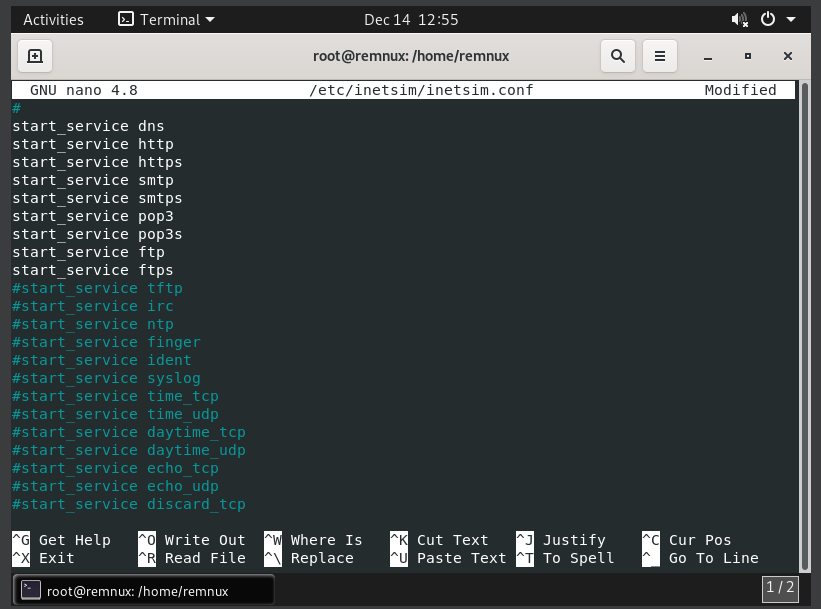 Activities Terminal Dec 14 12:55
root@remnux: /home/remnux
GNU nano 4.8 /etc/inetsim/inetsim.conf Modified
#
start_service dns
start_service http
start_service https
start_service smtp
start_service smtps
start_service pop3
start_service pop3s
start_service ftp
start_service ftps
#start_service tftp
#start_service irc
#start_service ntp
#start_service finger
#start_service ident
#start_service syslog
#start_service time_tcp
#start_service time_udp
#start_service daytime_tcp
#start_service daytime_udp
#start_service echo_tcp
#start_service echo_udp
#start_service discard_tcp
^G Get Help ^O Write Out ^W Where Is ^K Cut Text ^J Justify ^C Cur Pos
^X Exit ^R Read File ^\ Replace ^U Paste Text ^T To Spell ^_ Go To Line
root@remnux: /home/remnux 1 / 2